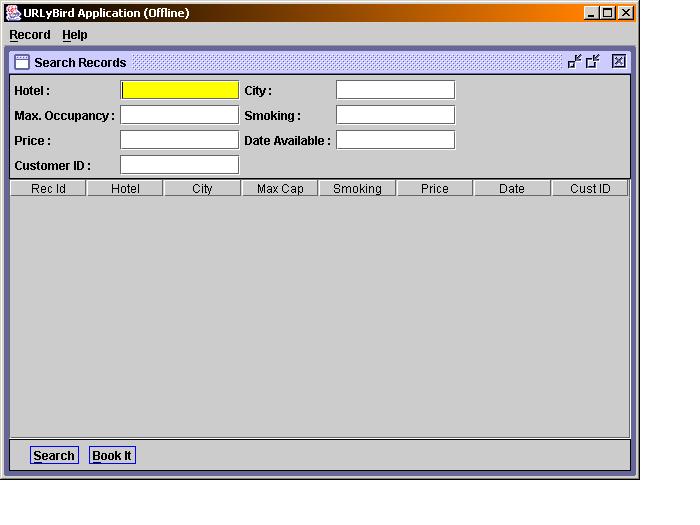 URLyBird Application (Offline)
Record Help
Search Records
Hotel : City :
Max. Occupancy : Smoking :
Price : Date Available :
Customer ID :
Rec Id Hotel City Max Cap Smoking Price Date Cust ID
Search Book It